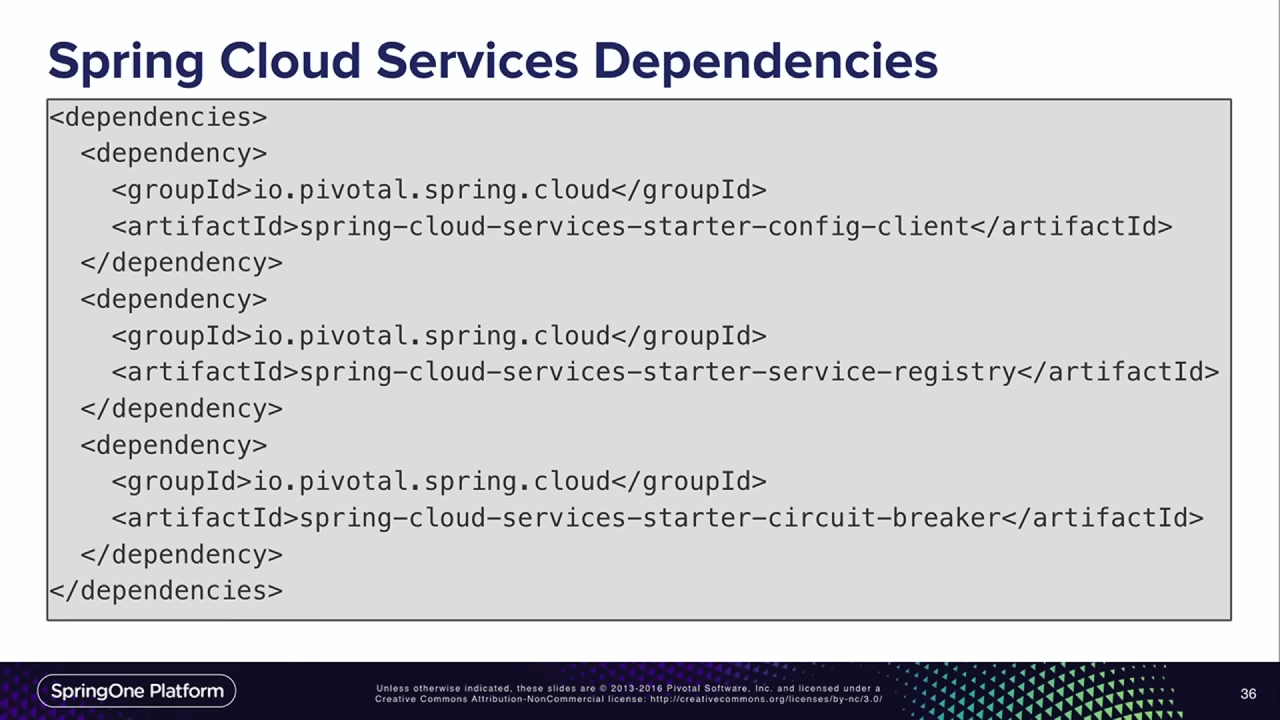 Spring Cloud Services Dependencies
<dependencies>
  <dependency>
    <groupId>io.pivotal.spring.cloud</groupId>
    <artifactId>spring-cloud-services-starter-config-client</artifactId>
  </dependency>
  <dependency>
    <groupId>io.pivotal.spring.cloud</groupId>
    <artifactId>spring-cloud-services-starter-service-registry</artifactId>
  </dependency>
  <dependency>
    <groupId>io.pivotal.spring.cloud</groupId>
    <artifactId>spring-cloud-services-starter-circuit-breaker</artifactId>
  </dependency>
</dependencies>
SpringOne Platform
Unless otherwise indicated, these slides are © 2013-2016 Pivotal Software, Inc. and licensed under a
Creative Commons Attribution-NonCommercial license: http://creativecommons.org/licenses/by-nc/3.0/
36